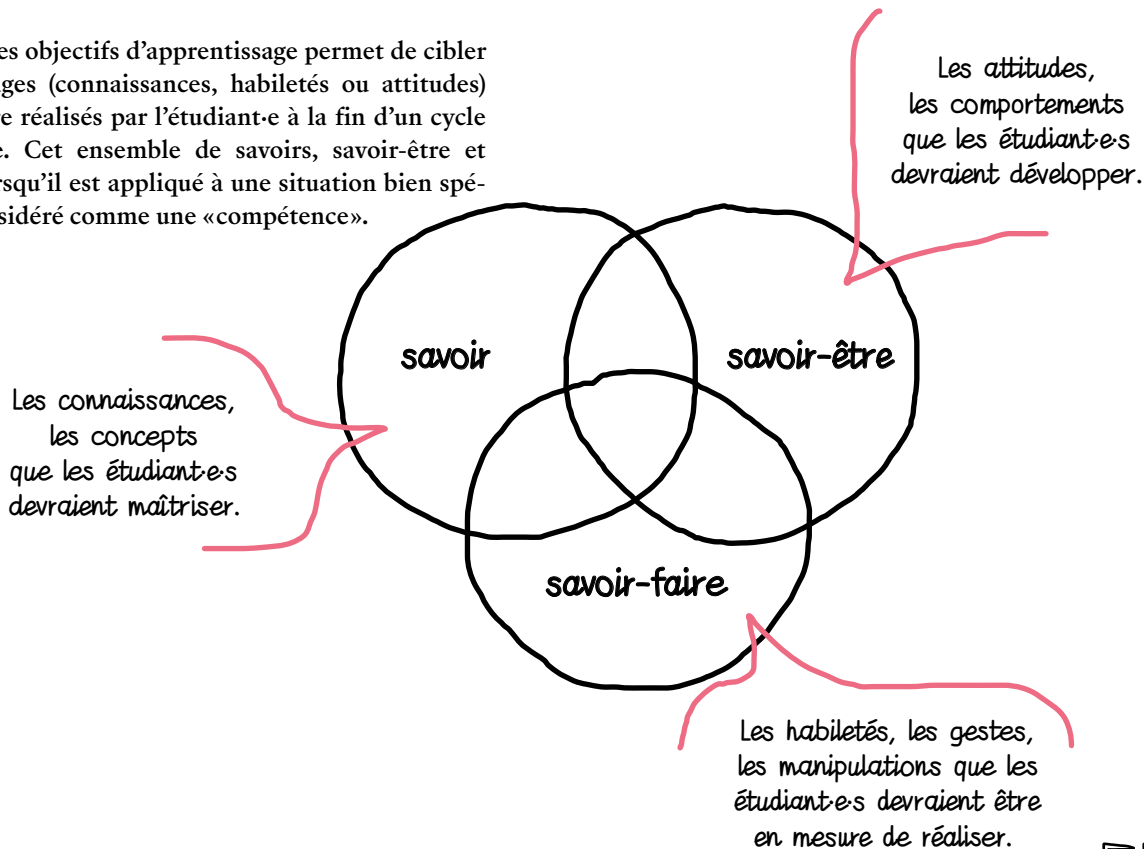 es objectifs d'apprentissage permet de cibler
ges (connaissances, habiletés ou attitudes)
e réalisés par l'étudiant·e à la fin d'un cycle
e. Cet ensemble de savoirs, savoir-être et
rsqu'il est appliqué à une situation bien spé-
sidéré comme une «compétence».
Les attitudes,
les comportements
que les étudiant·e·s
devraient développer.
savoir
savoir-être
Les connaissances,
les concepts
que les étudiant·e·s
devraient maîtriser.
savoir-faire
Les habiletés, les gestes,
les manipulations que les
étudiant·e·s devraient être
en mesure de réaliser.